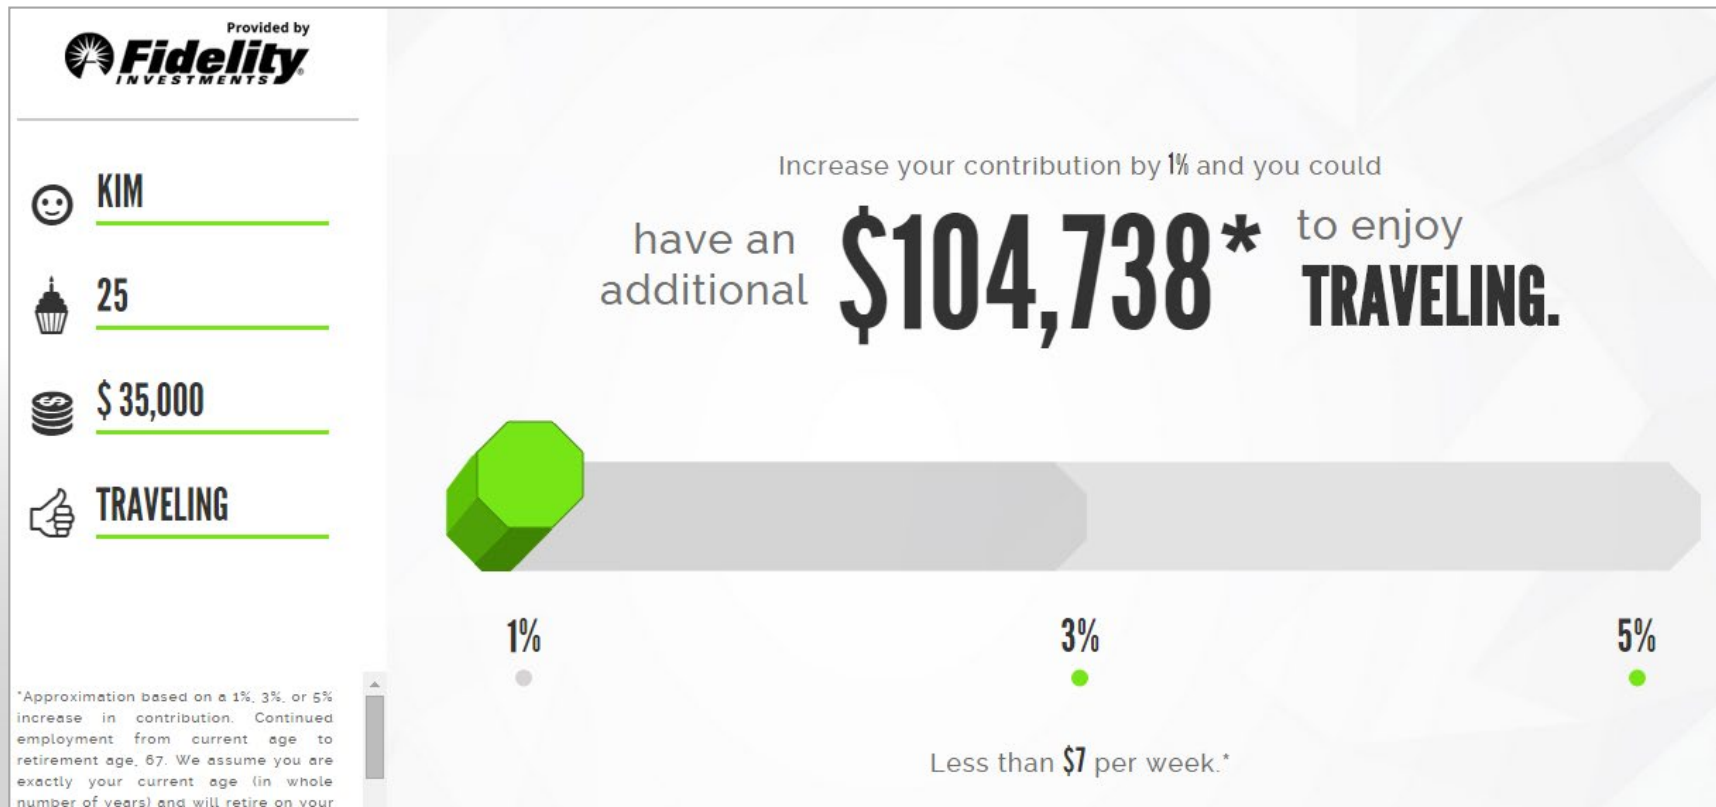 Provided by
Fidelity
INVESTMENTS
KIM
25
$ 35,000
TRAVELING
*Approximation based on a 1%, 3%, or 5%
increase in contribution. Continued
employment from current age to
retirement age, 67. We assume you are
exactly your current age (in whole
number of years) and will retire on your
Increase your contribution by 1% and you could
have an
additional
$104,738*
to enjoy
TRAVELING.
1%
3%
5%
Less than $7 per week.*